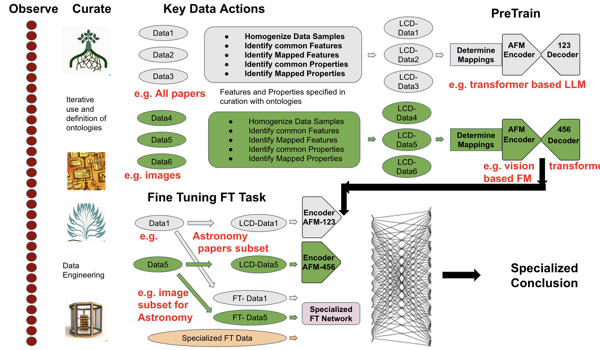 Observe
Curate
Key Data Actions
PreTrain
Data1
Data2
Data3
e.g. All papers
Homogenize Data Samples
Identify common Features
Identify Mapped Features
Identify common Properties
Identify Mapped Properties
LCD-
Data1
LCD-Data2
LCD-
Data3
Determine
Mappings
AFM
Encoder
123
Decoder
e.g. transformer based LLM
Features and Properties specified in
curation with ontologies
Iterative
use and
definition of
ontologies
Data4
Data5
Data6
e.g. images
Homogenize Data Samples
Identify common Features
Identify Mapped Features
Identify common Properties
Identify Mapped Properties
LCD-
Data4
LCD-
Data5
LCD-
Data6
Determine
Mappings
AFM
Encoder
456
Decoder
e.g. vision
based FM
transforme
Fine Tuning FT Task
Data1
e.g.
Astronomy
papers subset
LCD-Data1
Encoder
AFM-123
Data5
LCD-Data5
Encoder
AFM-456
Data
Engineering
e.g. image
subset for
Astronomy
FT- Data1
FT- Data5
Specialized
FT Network
Specialized FT Data
Specialized
Conclusion